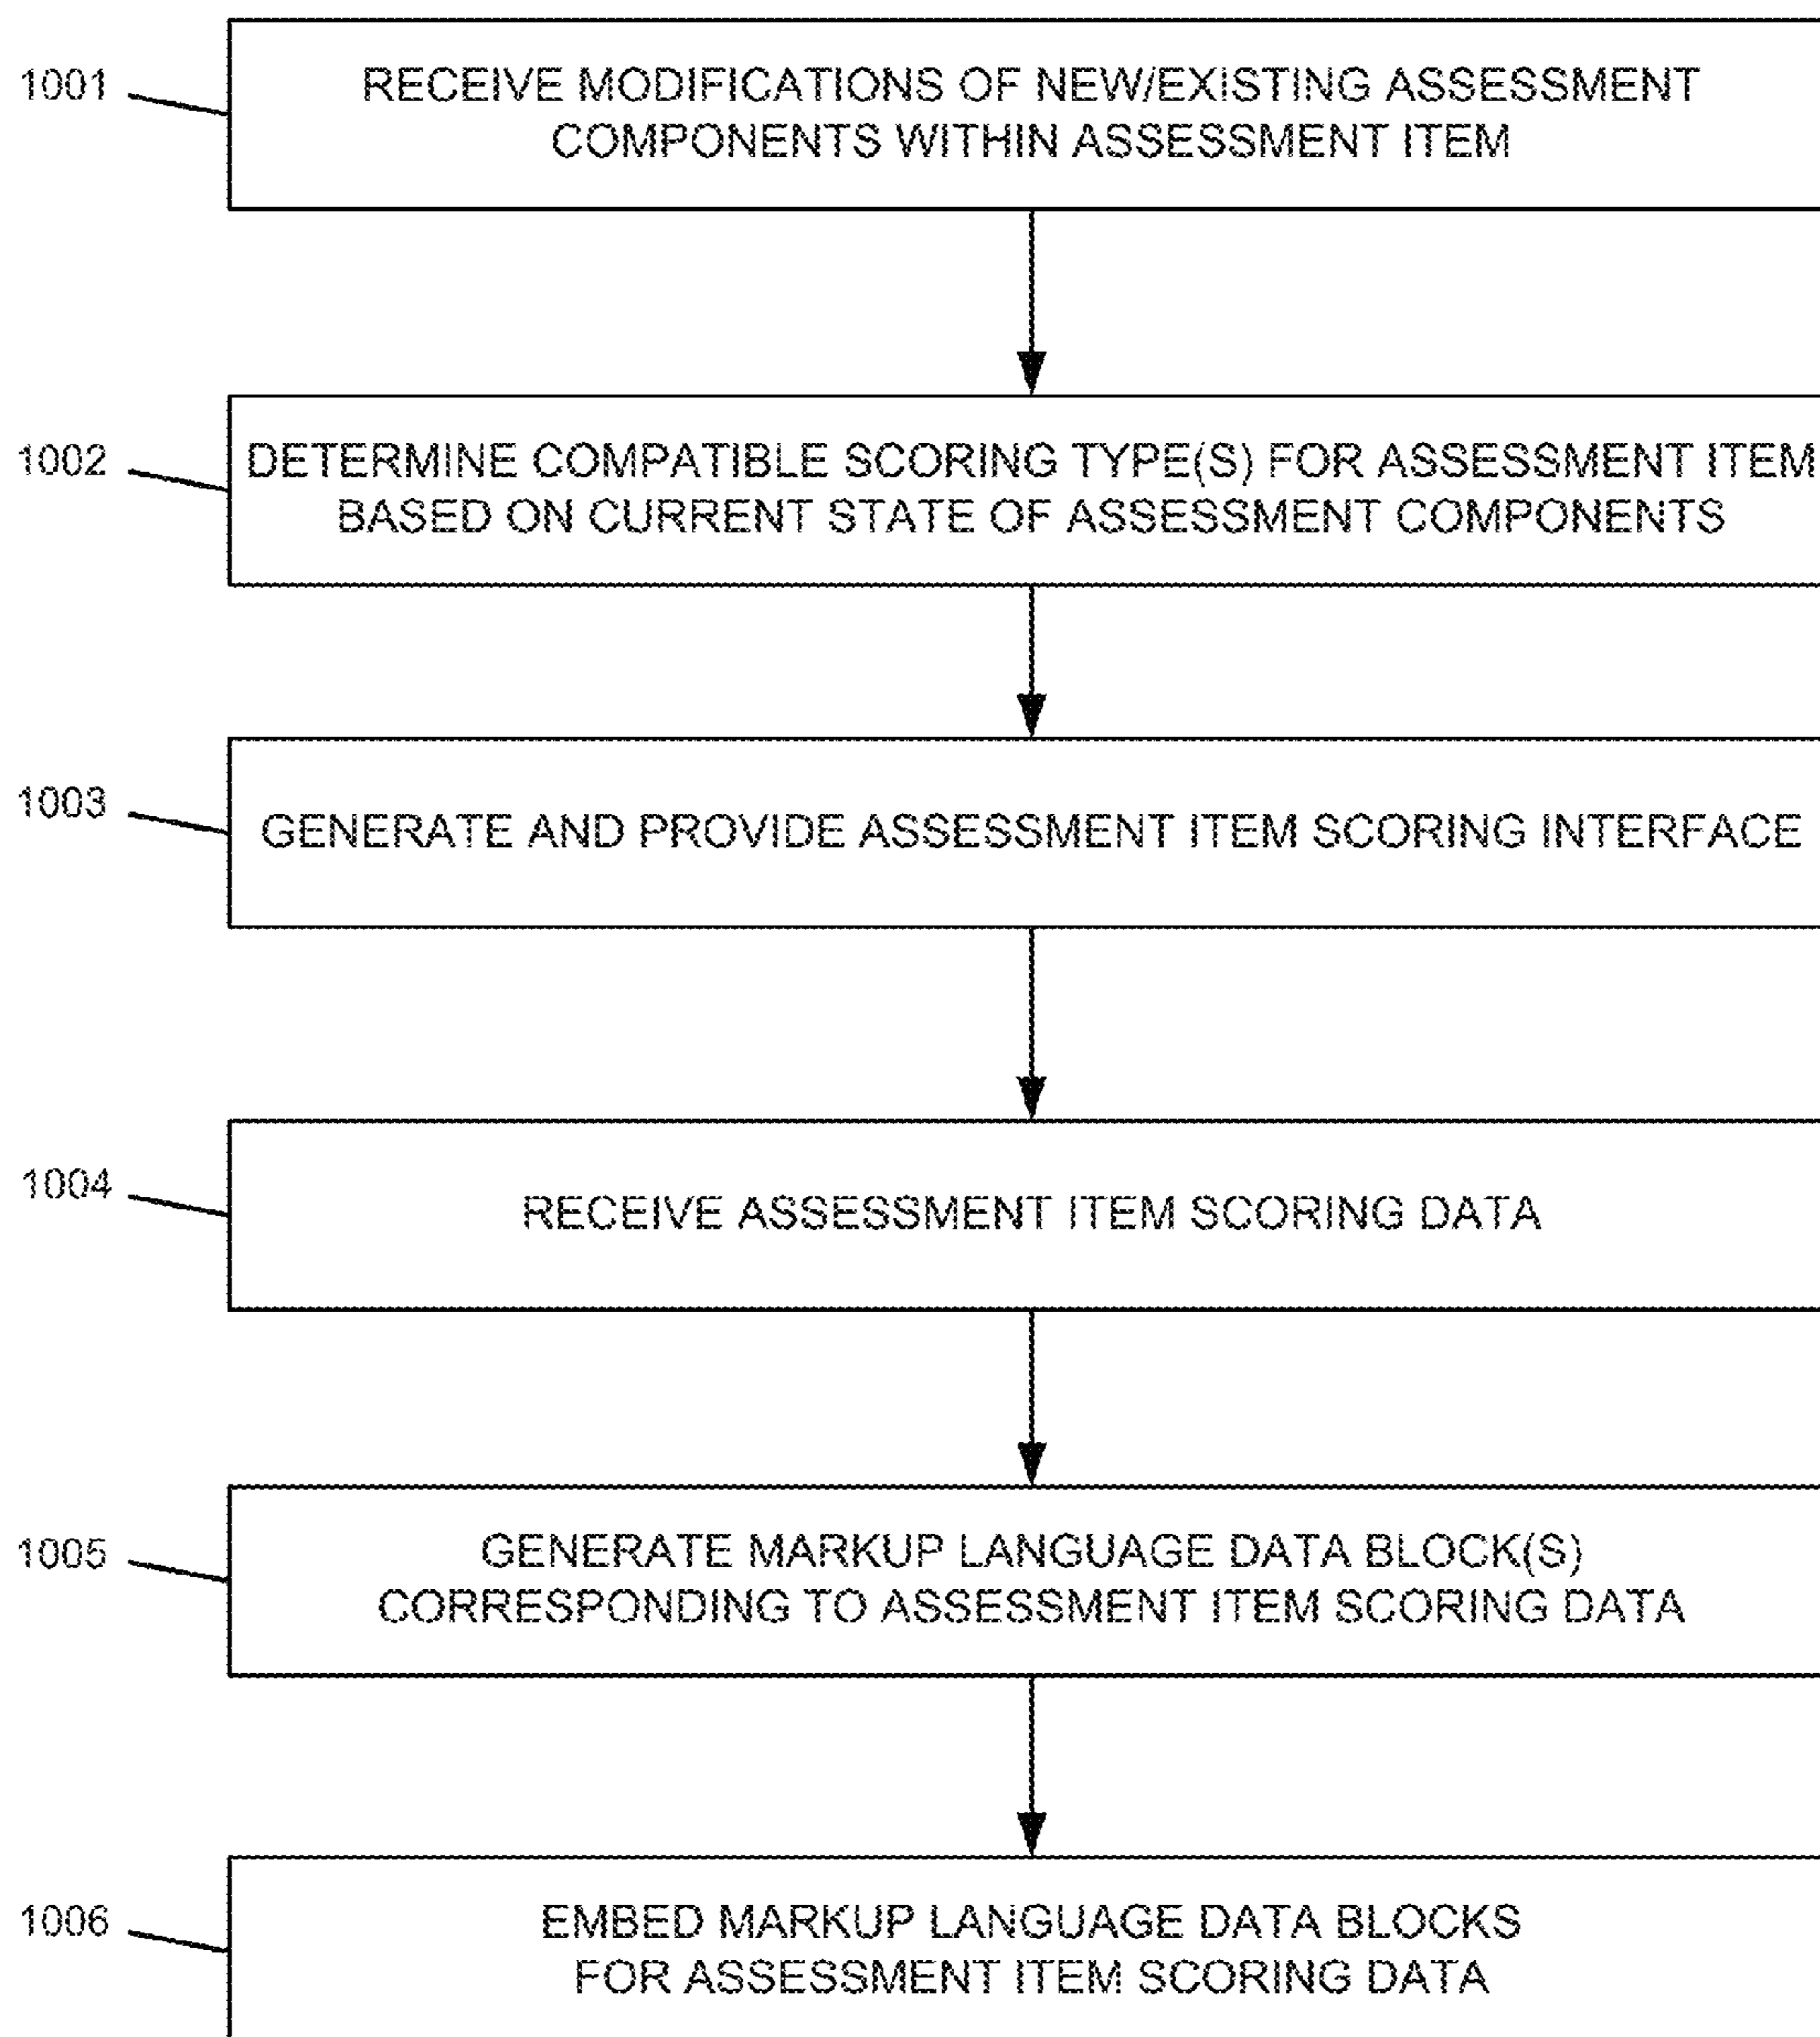 1001
RECEIVE MODIFICATIONS OF NEW/EXISTING ASSESSMENT
COMPONENTS WITHIN ASSESSMENT ITEM
1002
DETERMINE COMPATIBLE SCORING TYPE(S) FOR ASSESSMENT ITEM
BASED ON CURRENT STATE OF ASSESSMENT COMPONENTS
1003
GENERATE AND PROVIDE ASSESSMENT ITEM SCORING INTERFACE
1004
RECEIVE ASSESSMENT ITEM SCORING DATA
1005
GENERATE MARKUP LANGUAGE DATA BLOCK(S)
CORRESPONDING TO ASSESSMENT ITEM SCORING DATA
1006
EMBED MARKUP LANGUAGE DATA BLOCKS
FOR ASSESSMENT ITEM SCORING DATA